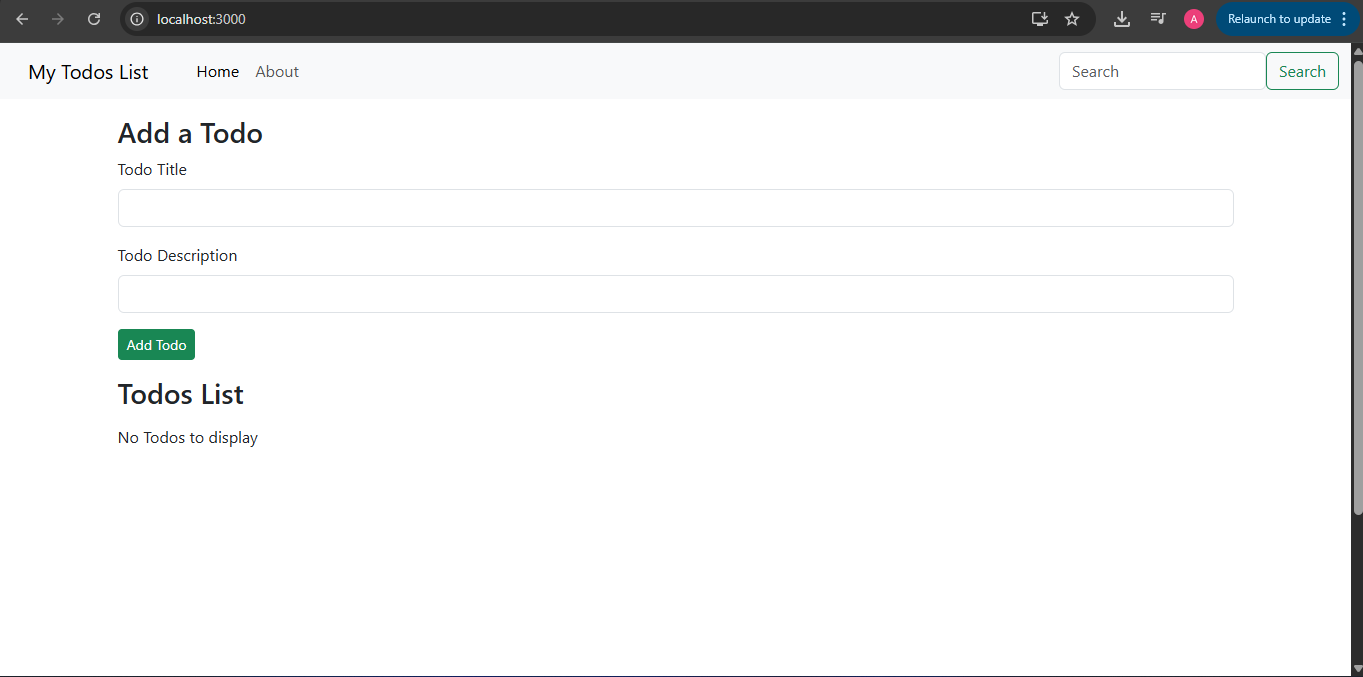 localhost:3000
A
Relaunch to update
My Todos List Home About Search Search
Add a Todo
Todo Title
Todo Description
Add Todo
Todos List
No Todos to display